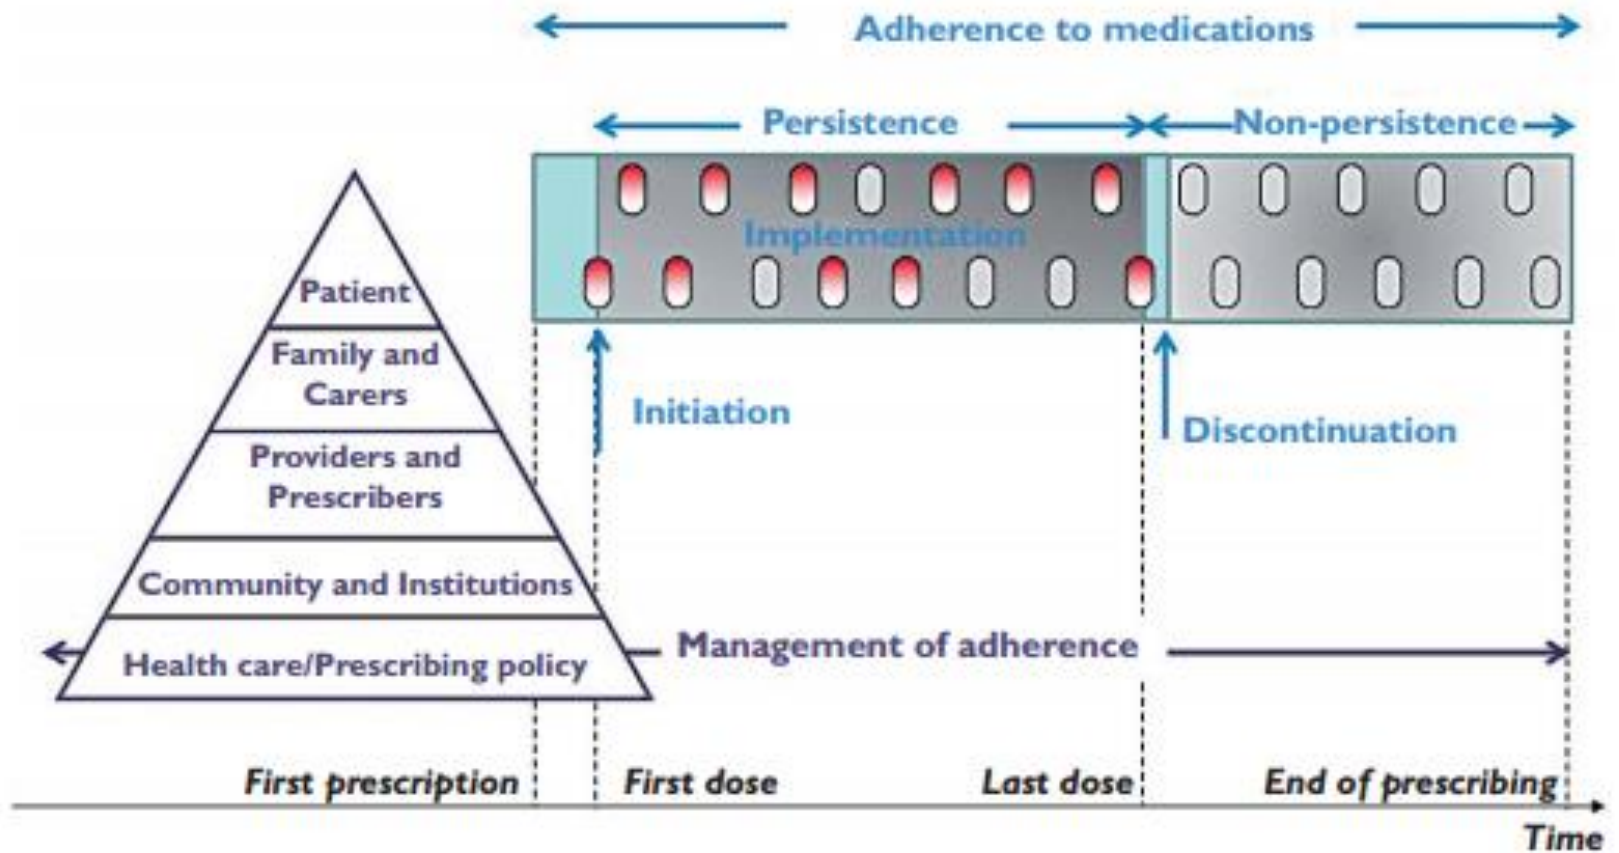 Adherence to medications
Persistence
Non-persistence
Implementation
Patient
Family and
Carers
Initiation
Discontinuation
Providers and
Prescribers
Community and Institutions
Management of adherence
Health care/Prescribing policy
First prescription
First dose
Last dose
End of prescribing
Time